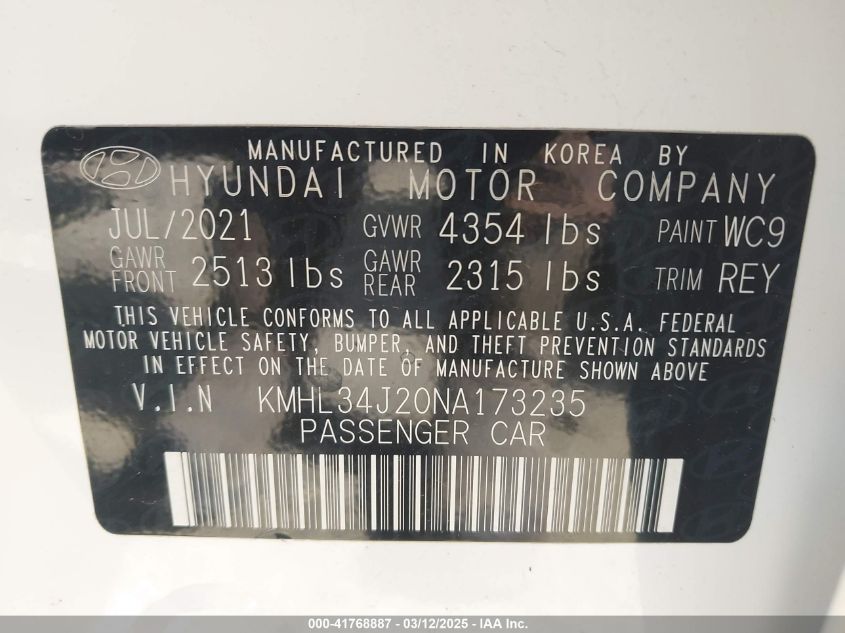 MANUFACTURED IN KOREA BY
HYUNDAI MOTOR COMPANY
JUL/2021 GVWR 4354 lbs PAINT WC9
GAWR FRONT 2513 lbs GAWR REAR 2315 lbs TRIM REY
THIS VEHICLE CONFORMS TO ALL APPLICABLE U.S.A. FEDERAL
MOTOR VEHICLE SAFETY, BUMPER, AND THEFT PREVENTION STANDARDS
IN EFFECT ON THE DATE OF MANUFACTURE SHOWN ABOVE
V.I.N KMHL34J20NA173235
PASSENGER CAR
000-41768887 - 03/12/2025 - IAA Inc.